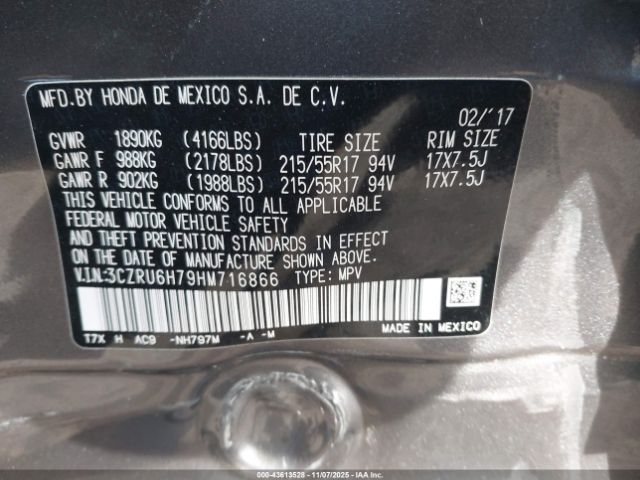 MFD. BY HONDA DE MEXICO S.A. DE C.V.
02/'17
GVWR 1890KG (4166LBS) TIRE SIZE RIM SIZE
GAWR F 988KG (2178LBS) 215/55R17 94V 17X7.5J
GAWR R 902KG (1988LBS) 215/55R17 94V 17X7.5J
THIS VEHICLE CONFORMS TO ALL APPLICABLE
FEDERAL MOTOR VEHICLE SAFETY
AND THEFT PREVENTION STANDARDS IN EFFECT
ON THE DATE OF MANUFACTURE SHOWN ABOVE.
V.I.N:3CZRU6H79HM716866 TYPE: MPV
T7X H AC9 -NH797M -A -M MADE IN MEXICO
000-43613528 - 11/07/2025 - IAA Inc.